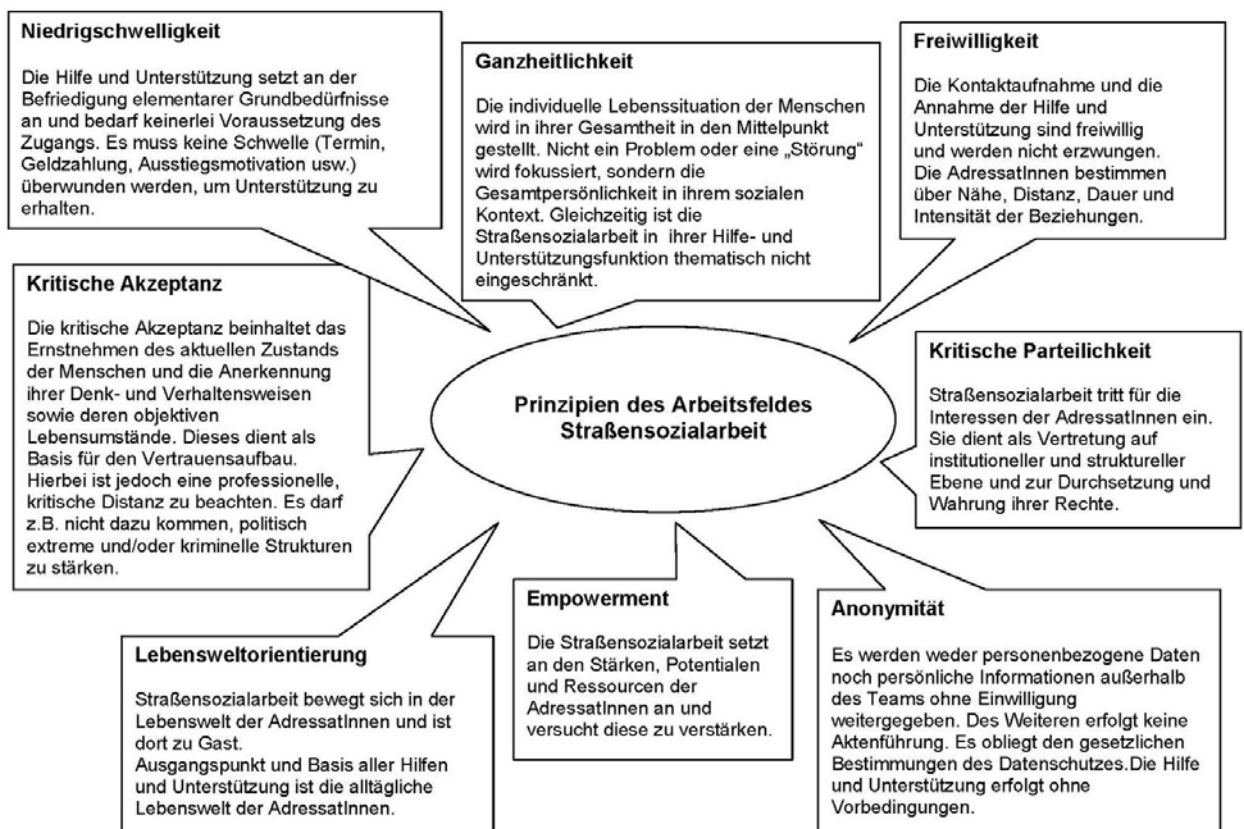 Niedrigschwelligkeit
Die Hilfe und Unterstützung setzt an der
Befriedigung elementarer Grundbedürfnisse
an und bedarf keinerlei Voraussetzung des
Zugangs. Es muss keine Schwelle (Termin,
Geldzahlung, Ausstiegsmotivation usw.)
überwunden werden, um Unterstützung zu
erhalten.
Ganzheitlichkeit
Die individuelle Lebenssituation der Menschen
wird in ihrer Gesamtheit in den Mittelpunkt
gestellt. Nicht ein Problem oder eine „Störung“
wird fokussiert, sondern die
Gesamtpersönlichkeit in ihrem sozialen
Kontext. Gleichzeitig ist die
Straßensozialarbeit in ihrer Hilfe- und
Unterstützungsfunktion thematisch nicht
eingeschränkt.
Freiwilligkeit
Die Kontaktaufnahme und die
Annahme der Hilfe und
Unterstützung sind freiwillig
und werden nicht erzwungen.
Die AdressatInnen bestimmen
über Nähe, Distanz, Dauer und
Intensität der Beziehungen.
Kritische Akzeptanz
Die kritische Akzeptanz beinhaltet das
Ernstnehmen des aktuellen Zustands
der Menschen und die Anerkennung
ihrer Denk- und Verhaltensweisen
sowie deren objektiven
Lebensumstände. Dieses dient als
Basis für den Vertrauensaufbau.
Hierbei ist jedoch eine professionelle,
kritische Distanz zu beachten. Es darf
z.B. nicht dazu kommen, politisch
extreme und/oder kriminelle Strukturen
zu stärken.
Prinzipien des Arbeitsfeldes
Straßensozialarbeit
Kritische Parteilichkeit
Straßensozialarbeit tritt für die
Interessen der AdressatInnen ein.
Sie dient als Vertretung auf
institutioneller und struktureller
Ebene und zur Durchsetzung und
Wahrung ihrer Rechte.
Lebensweltorientierung
Straßensozialarbeit bewegt sich in der
Lebenswelt der AdressatInnen und ist
dort zu Gast.
Ausgangspunkt und Basis aller Hilfen
und Unterstützung ist die alltägliche
Lebenswelt der AdressatInnen.
Empowerment
Die Straßensozialarbeit setzt
an den Stärken, Potentialen
und Ressourcen der
AdressatInnen an und
versucht diese zu verstärken.
Anonymität
Es werden weder personenbezogene Daten
noch persönliche Informationen außerhalb
des Teams ohne Einwilligung
weitergegeben. Des Weiteren erfolgt keine
Aktenführung. Es obliegt den gesetzlichen
Bestimmungen des Datenschutzes.Die Hilfe
und Unterstützung erfolgt ohne
Vorbedingungen.